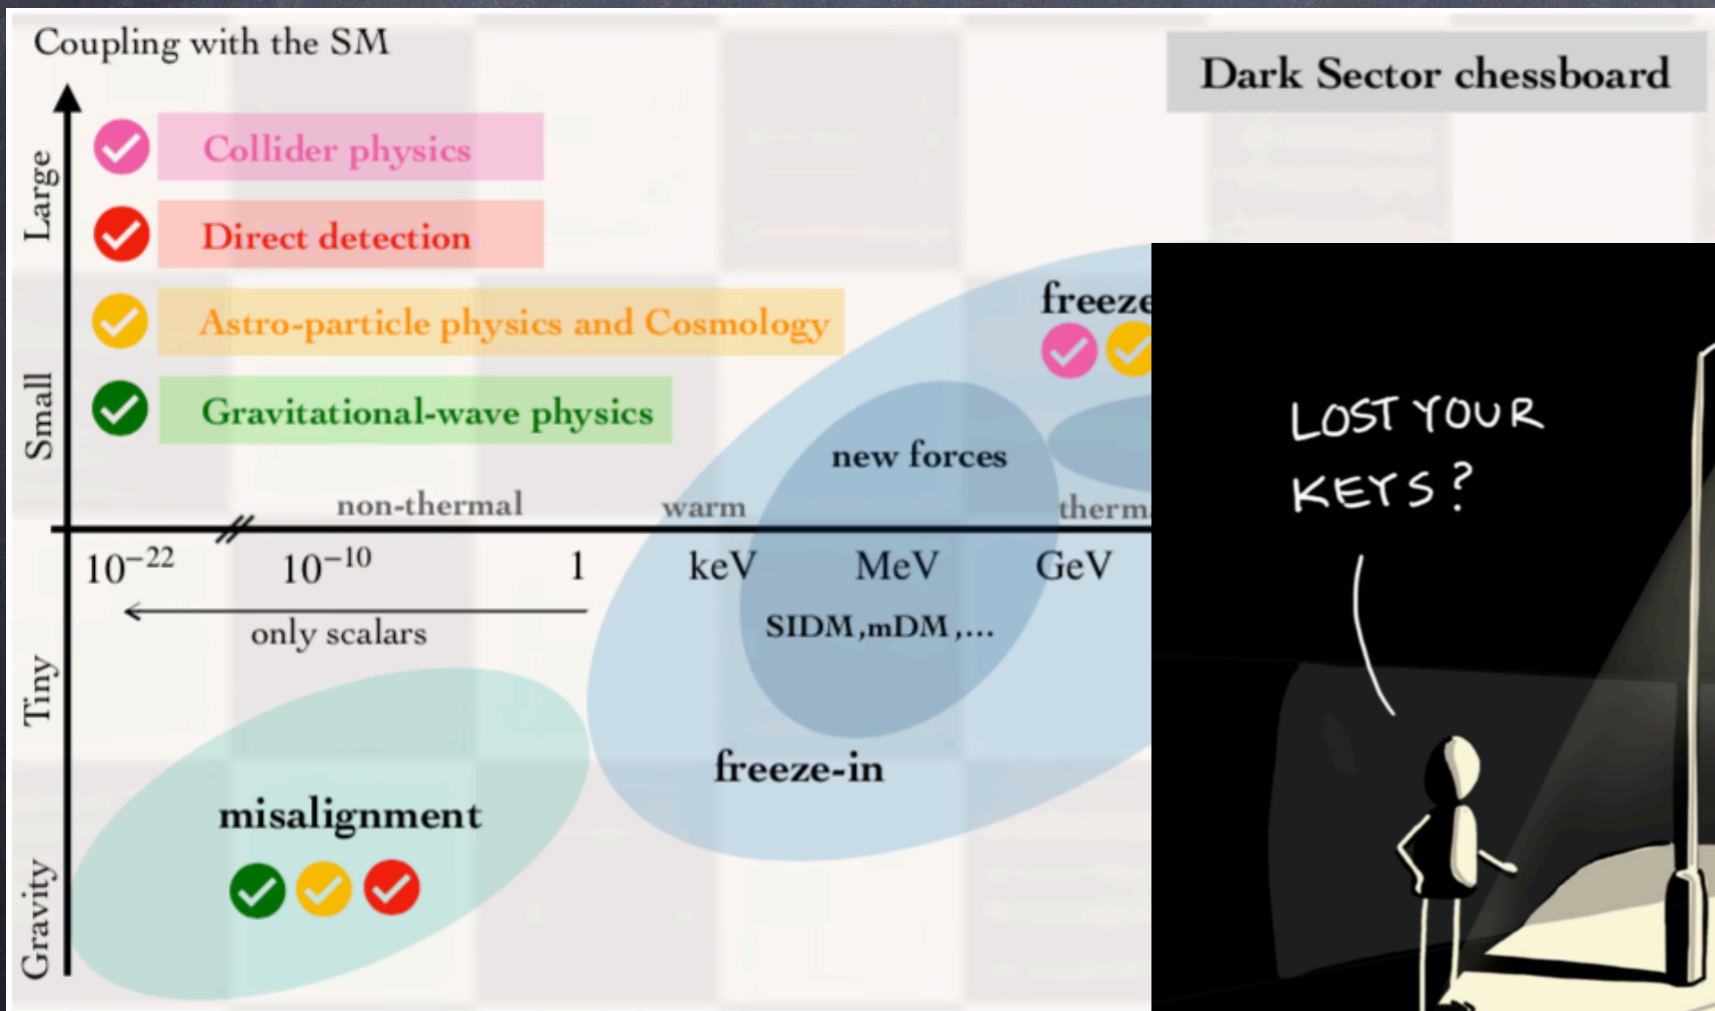 Coupling with the SM
Dark Sector chessboard
Large
Collider physics
Direct detection
Small
Astro-particle physics and Cosmology
Gravitational-wave physics
freeze
new forces
non-thermal
warm
therm
10⁻²² 10⁻¹⁰ 1 keV MeV GeV
only scalars
SIDM,mDM,...
Tiny
freeze-in
misalignment
Gravity
LOST YOUR
KEYS?